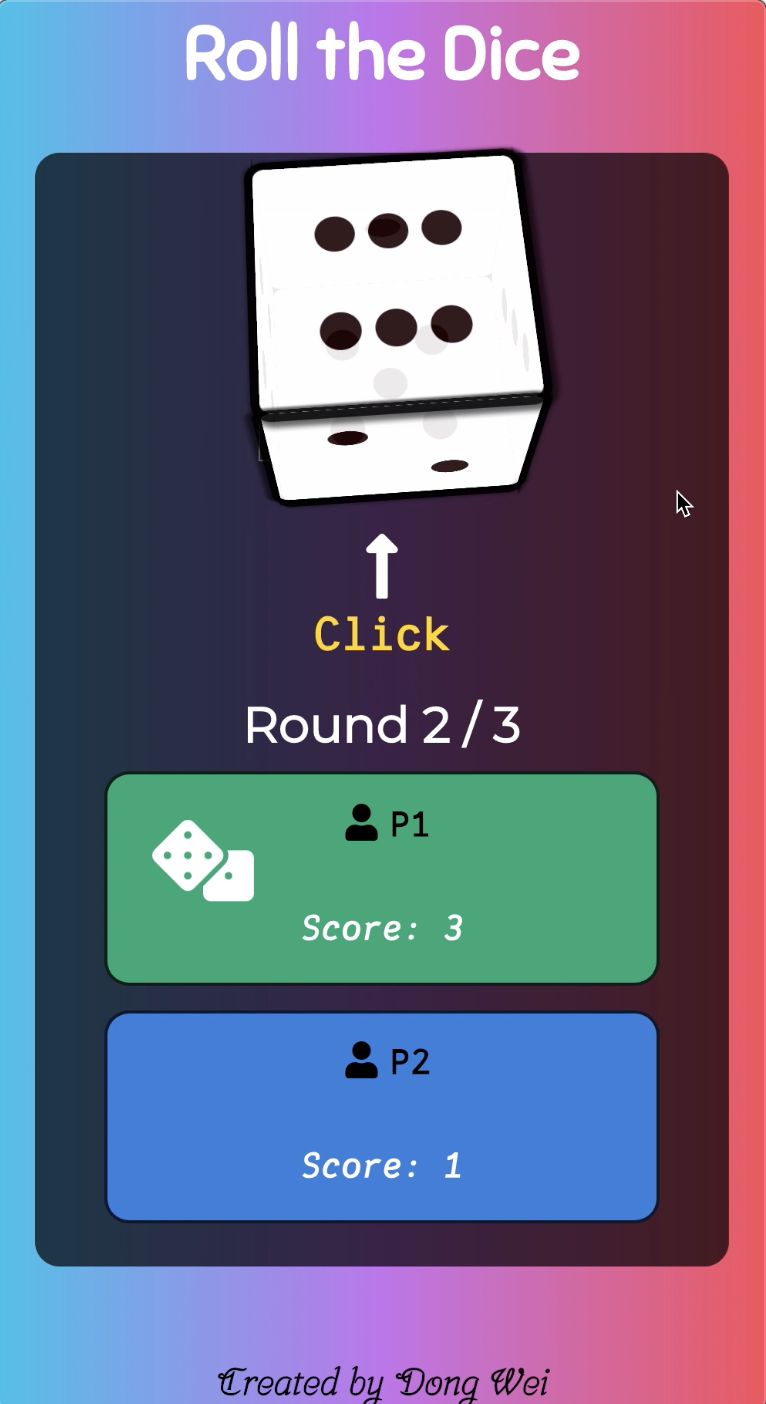 Roll the Dice
Click
Round 2 / 3
P1
Score: 3
P2
Score: 1
Created by Dong Wei